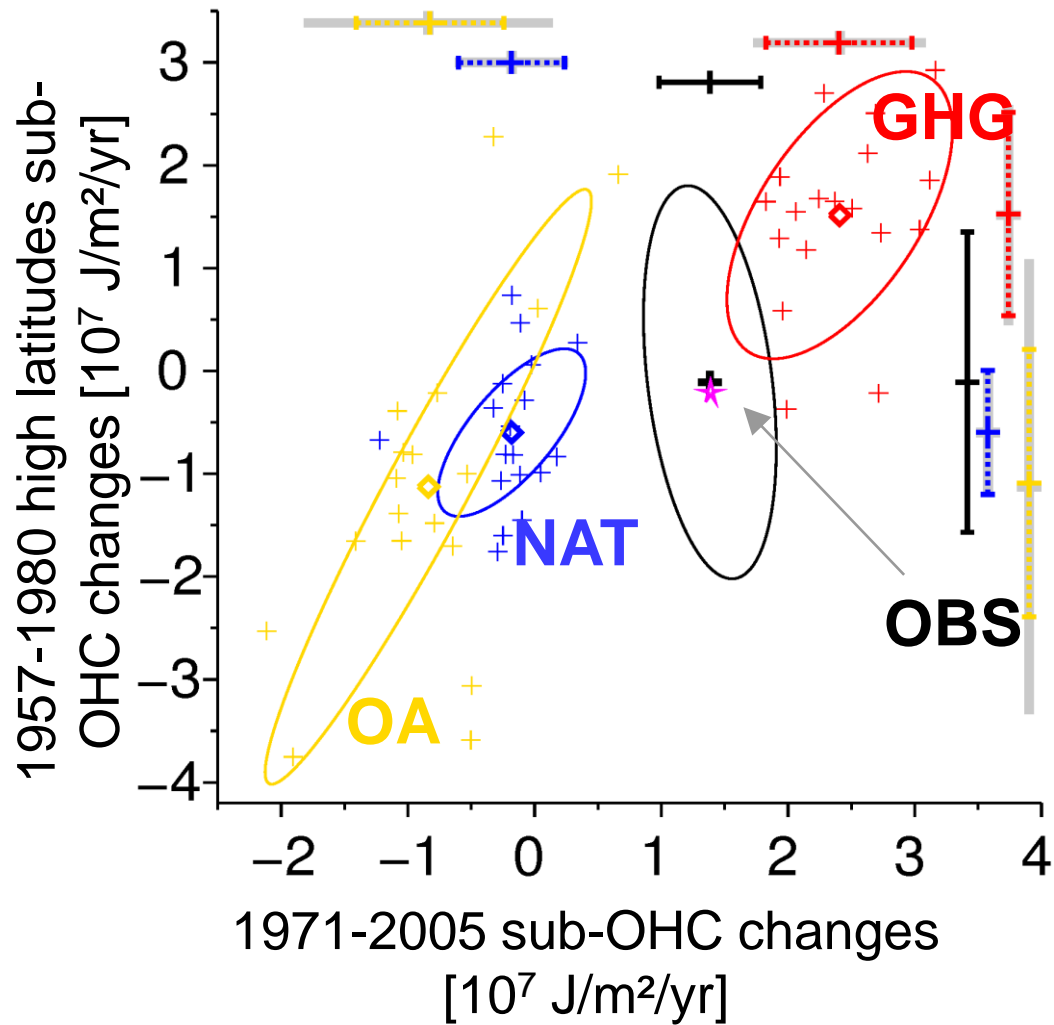 1957-1980 high latitudes sub-
OHC changes [10⁷ J/m²/yr]
3
2
1
0
−1
−2
−3
−4
GHG
NAT
OBS
OA
−2
−1
0
1
2
3
4
1971-2005 sub-OHC changes
[10⁷ J/m²/yr]